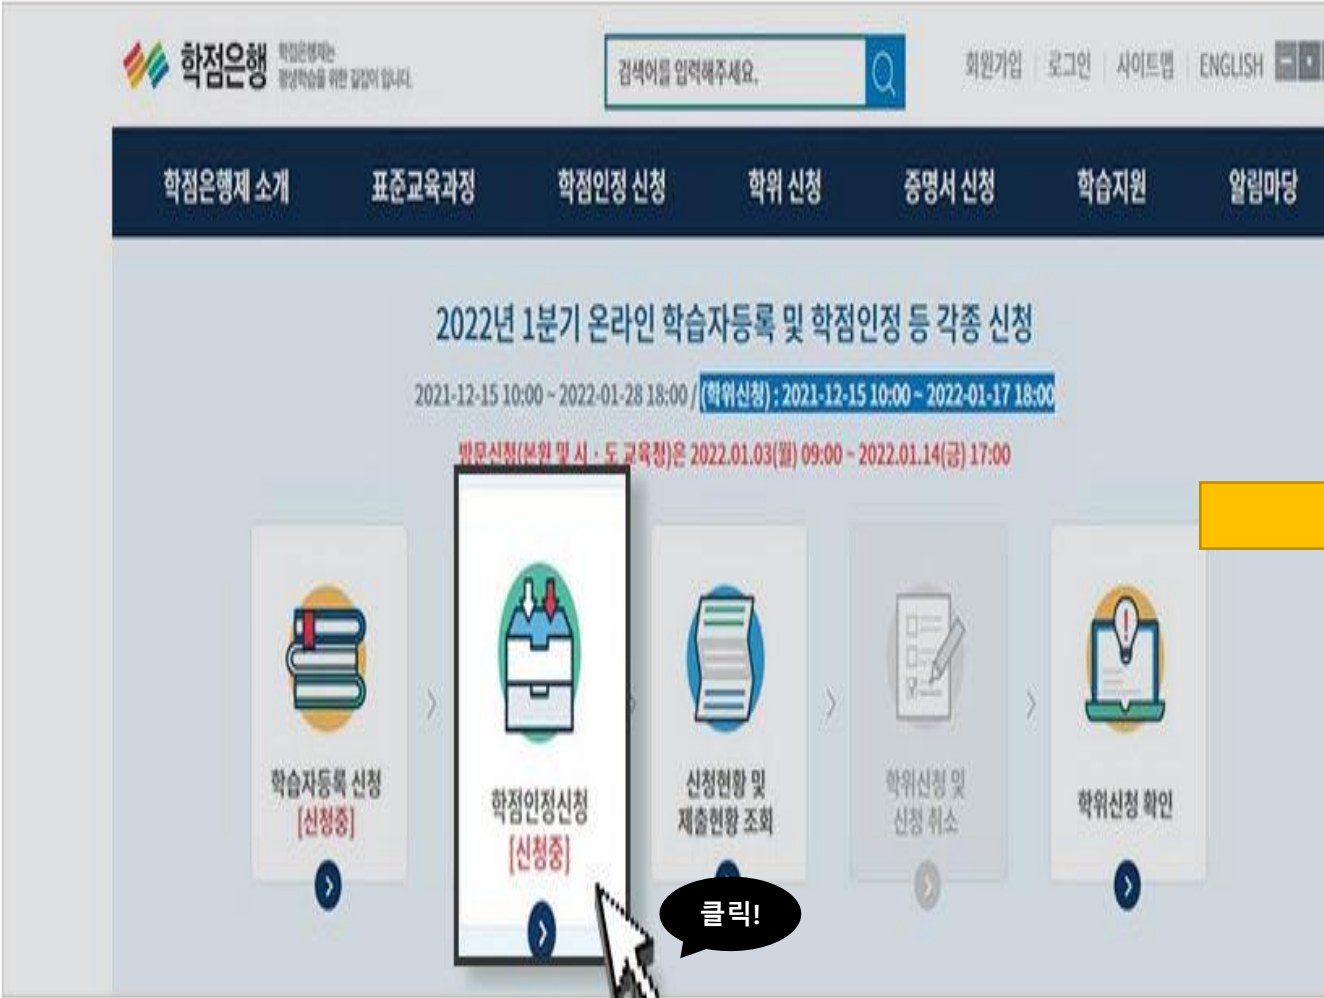 학점은행
학점은행제는
평생학습을 위한 길잡이 입니다.
검색어를 입력해주세요.
회원가입
로그인
사이트맵
ENGLISH
학점은행제 소개
표준교육과정
학점인정 신청
학위 신청
증명서 신청
학습지원
알림마당
2022년 1분기 온라인 학습자등록 및 학점인정 등 각종 신청
2021-12-15 10:00 ~ 2022-01-28 18:00 / (학위신청) : 2021-12-15 10:00 ~ 2022-01-17 18:00
방문신청(본원 및 시·도 교육청)은 2022.01.03(월) 09:00 ~ 2022.01.14(금) 17:00
학습자등록 신청
[신청중]
학점인정신청
[신청중]
신청현황 및
제출현황 조회
학위신청 및
신청 취소
학위신청 확인
클릭!